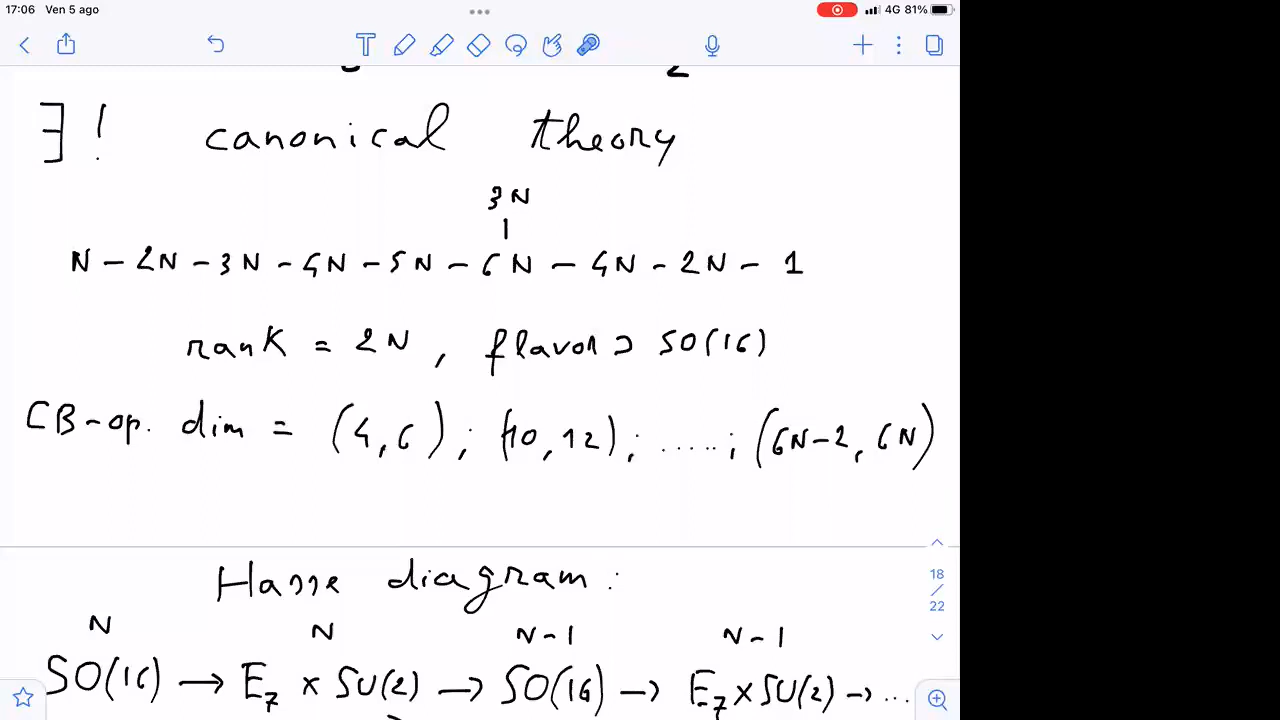 17:06 Ven 5 ago 4G 81%
T
∃! canonical theory
3N
|
N – 2N – 3N – 4N – 5N – 6N – 4N – 2N – 1
rank = 2N , flavor ⊃ SO(16)
CB-op. dim = (4,6) ; (10,12) ; ..... ; (6N-2, 6N)
18
/
22
Hasse diagram :
N N N-1 N-1
SO(16) → E₇ × SU(2) → SO(16) → E₇ × SU(2) → ...